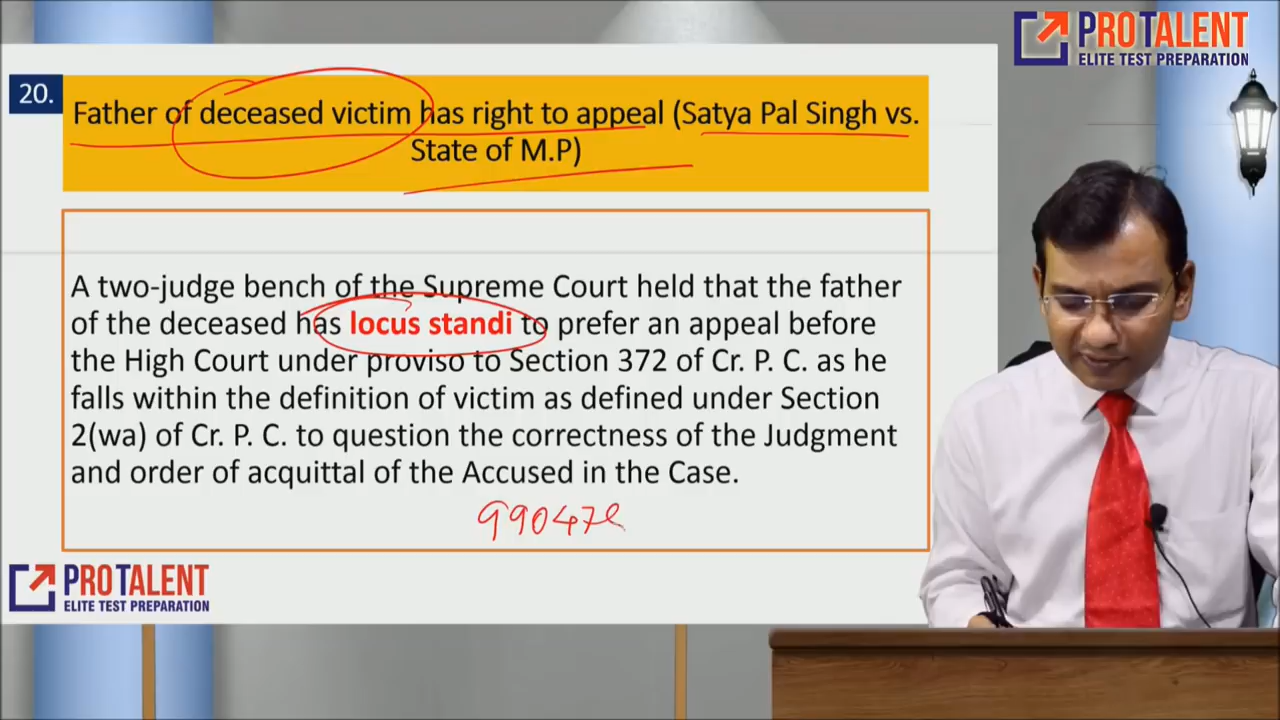 PROTALENT
ELITE TEST PREPARATION
20.
Father of deceased victim has right to appeal (Satya Pal Singh vs.
State of M.P)
A two-judge bench of the Supreme Court held that the father
of the deceased has locus standi to prefer an appeal before
the High Court under proviso to Section 372 of Cr. P. C. as he
falls within the definition of victim as defined under Section
2(wa) of Cr. P. C. to question the correctness of the Judgment
and order of acquittal of the Accused in the Case.
PROTALENT
ELITE TEST PREPARATION